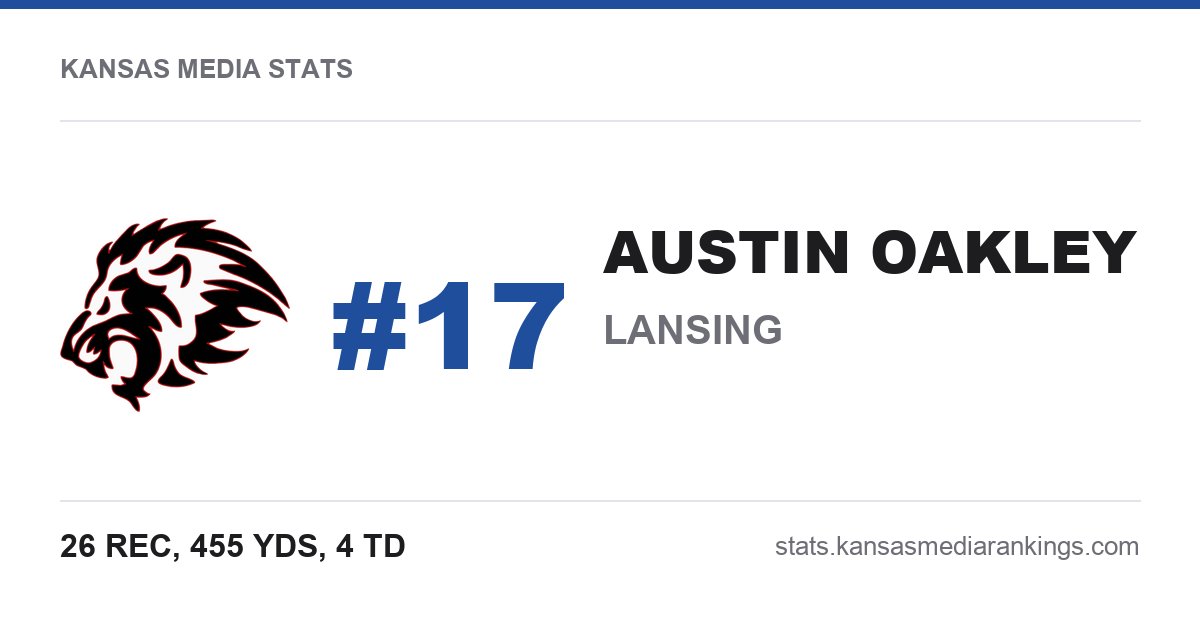 KANSAS MEDIA STATS
#17
AUSTIN OAKLEY
LANSING
26 REC, 455 YDS, 4 TD
stats.kansasmediarankings.com